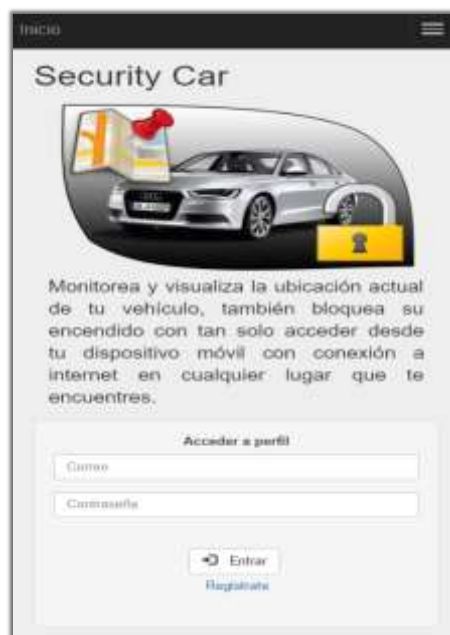 Inicio
Security Car
Monitorea y visualiza la ubicación actual
de tu vehículo, también bloquea su
encendido con tan solo acceder desde
tu dispositivo móvil con conexión a
internet en cualquier lugar que te
encuentres.
Acceder a perfil
Correo
Contraseña
Entrar
Regístrate